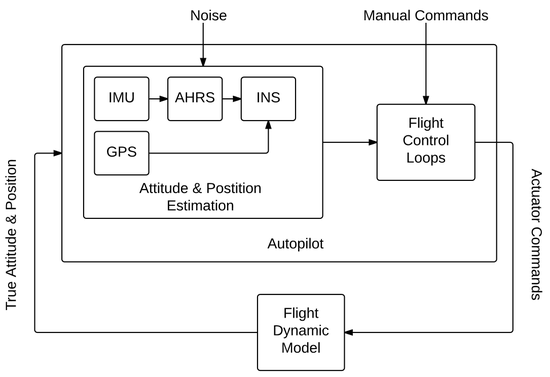 Noise
Manual Commands
IMU
AHRS
INS
GPS
Attitude & Postition
Estimation
Flight
Control
Loops
Autopilot
True Attitude & Position
Actuator Commands
Flight
Dynamic
Model